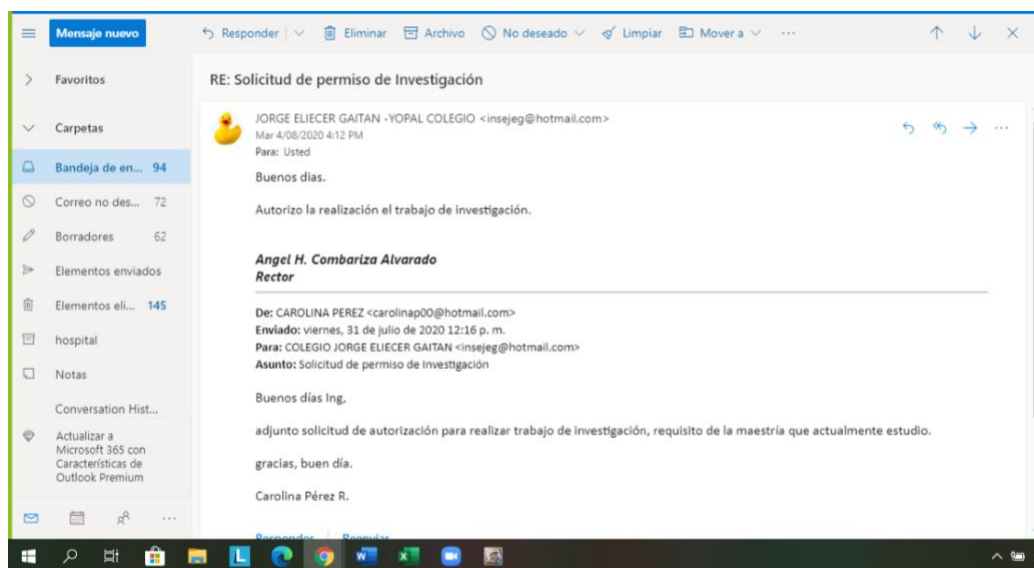 Mensaje nuevo
Responder
Eliminar
Archivo
No deseado
Limpiar
Mover a
Favoritos
Carpetas
Bandeja de en... 94
Correo no des... 72
Borradores 62
Elementos enviados
Elementos eli... 145
hospital
Notas
Conversation Hist...
Actualizar a
Microsoft 365 con
Características de
Outlook Premium
RE: Solicitud de permiso de Investigación
JORGE ELIECER GAITAN -YOPAL COLEGIO <insejeg@hotmail.com>
Mar 4/08/2020 4:12 PM
Para: Usted
Buenos dias.
Autorizo la realización el trabajo de investigación.
Angel H. Combariza Alvarado
Rector
De: CAROLINA PEREZ <carolinap00@hotmail.com>
Enviado: viernes, 31 de julio de 2020 12:16 p. m.
Para: COLEGIO JORGE ELIECER GAITAN <insejeg@hotmail.com>
Asunto: Solicitud de permiso de Investigación
Buenos días Ing,
adjunto solicitud de autorización para realizar trabajo de investigación, requisito de la maestría que actualmente estudio.
gracias, buen día.
Carolina Pérez R.
Responder Reenviar